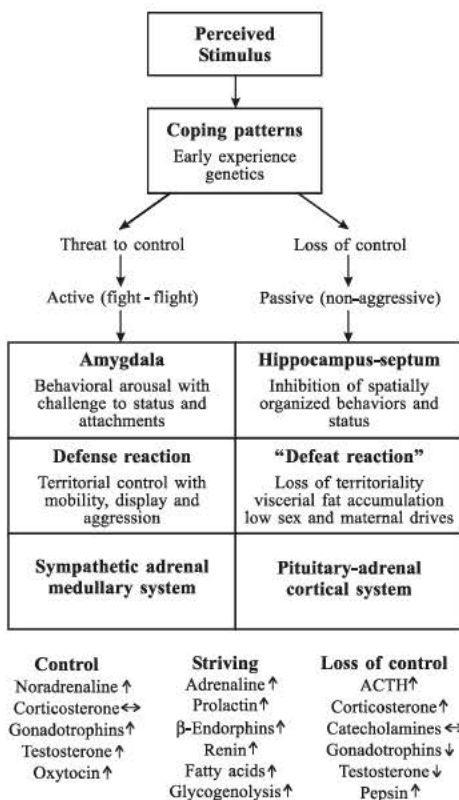 Perceived
Stimulus
Coping patterns
Early experience
genetics
Threat to control
Loss of control
Active (fight - flight)
Passive (non-aggressive)
Amygdala
Behavioral arousal with
challenge to status and
attachments
Hippocampus-septum
Inhibition of spatially
organized behaviors and
status
Defense reaction
Territorial control with
mobility, display and
aggression
“Defeat reaction”
Loss of territoriality
viscerial fat accumulation
low sex and maternal drives
Sympathetic adrenal
medullary system
Pituitary-adrenal
cortical system
Control
Noradrenaline ↑
Corticosterone ↔
Gonadotrophins ↑
Testosterone ↑
Oxytocin ↑
Striving
Adrenaline ↑
Prolactin ↑
β-Endorphins ↑
Renin ↑
Fatty acids ↑
Glycogenolysis ↑
Loss of control
ACTH ↑
Corticosterone ↑
Catecholamines ↔
Gonadotrophins ↓
Testosterone ↓
Pepsin ↑